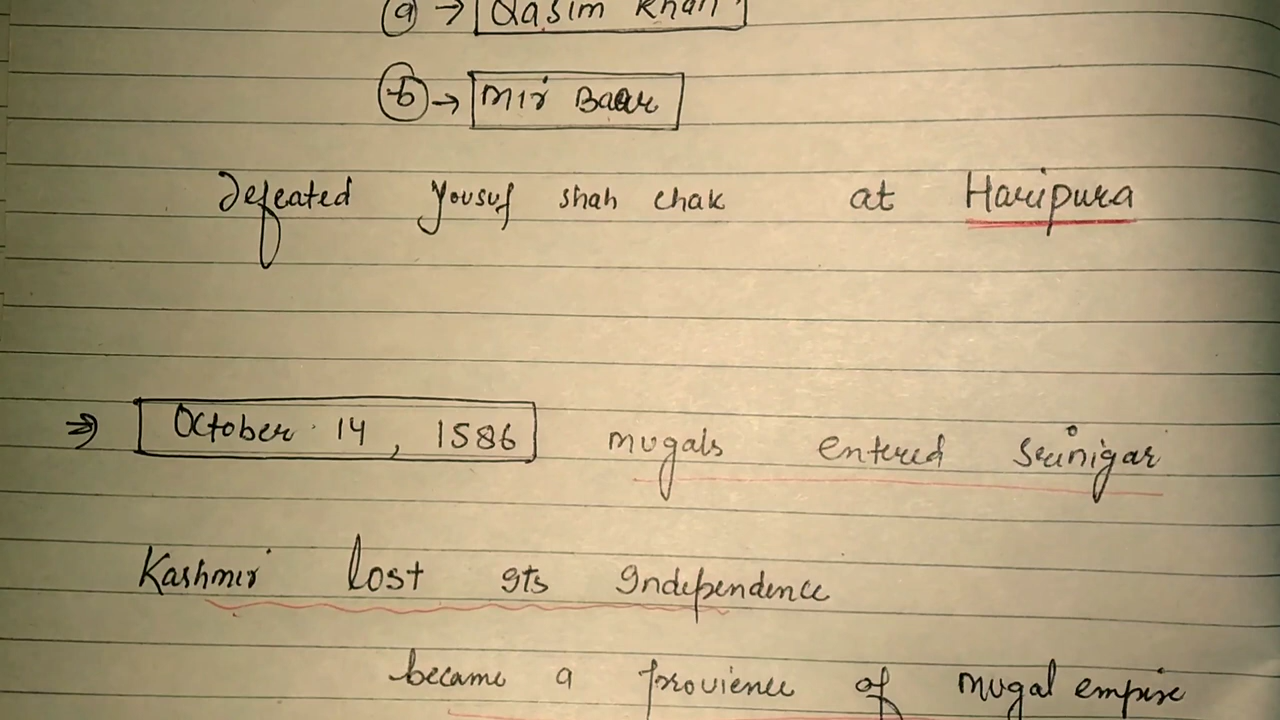 (a) → Qasim Khan
(b) → Mir Baar
Defeated Yousuf shah chak at Haripura
⇒ October 14, 1586 mugals entered Srinigar
Kashmir lost its Independence
became a provience of mugal empire